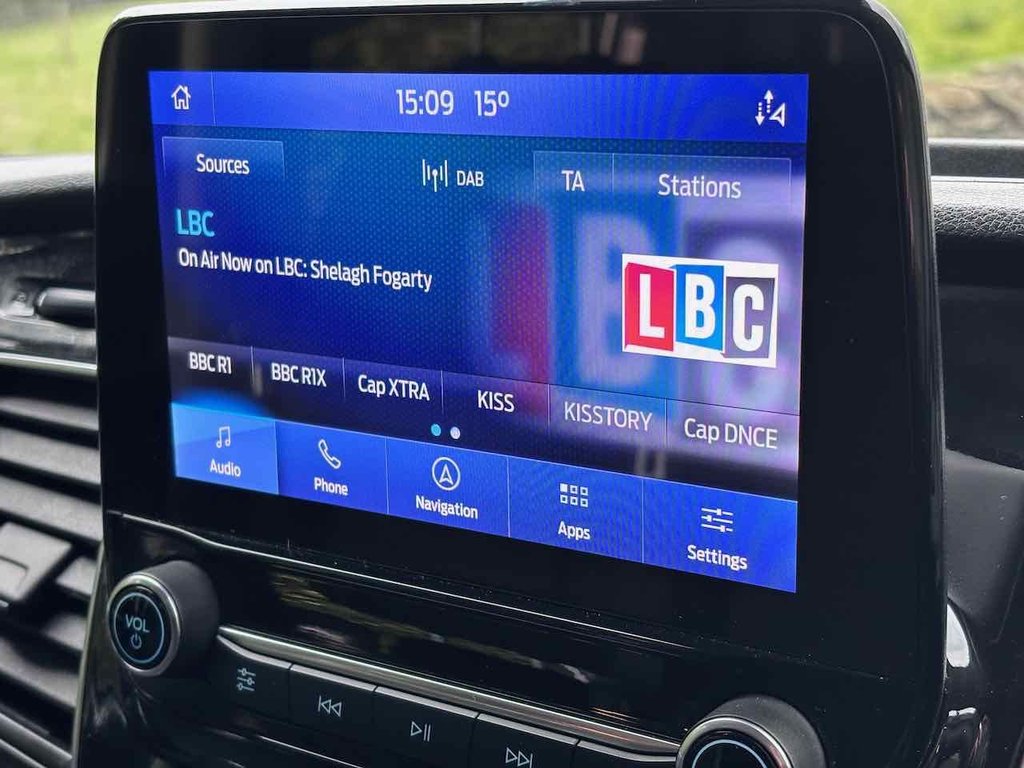 15:09 15º
Sources
DAB
TA
Stations
LBC
On Air Now on LBC: Shelagh Fogarty
LBC
BBC R1
BBC R1X
Cap XTRA
KISS
KISSTORY
Cap DNCE
Audio
Phone
Navigation
Apps
Settings
VOL